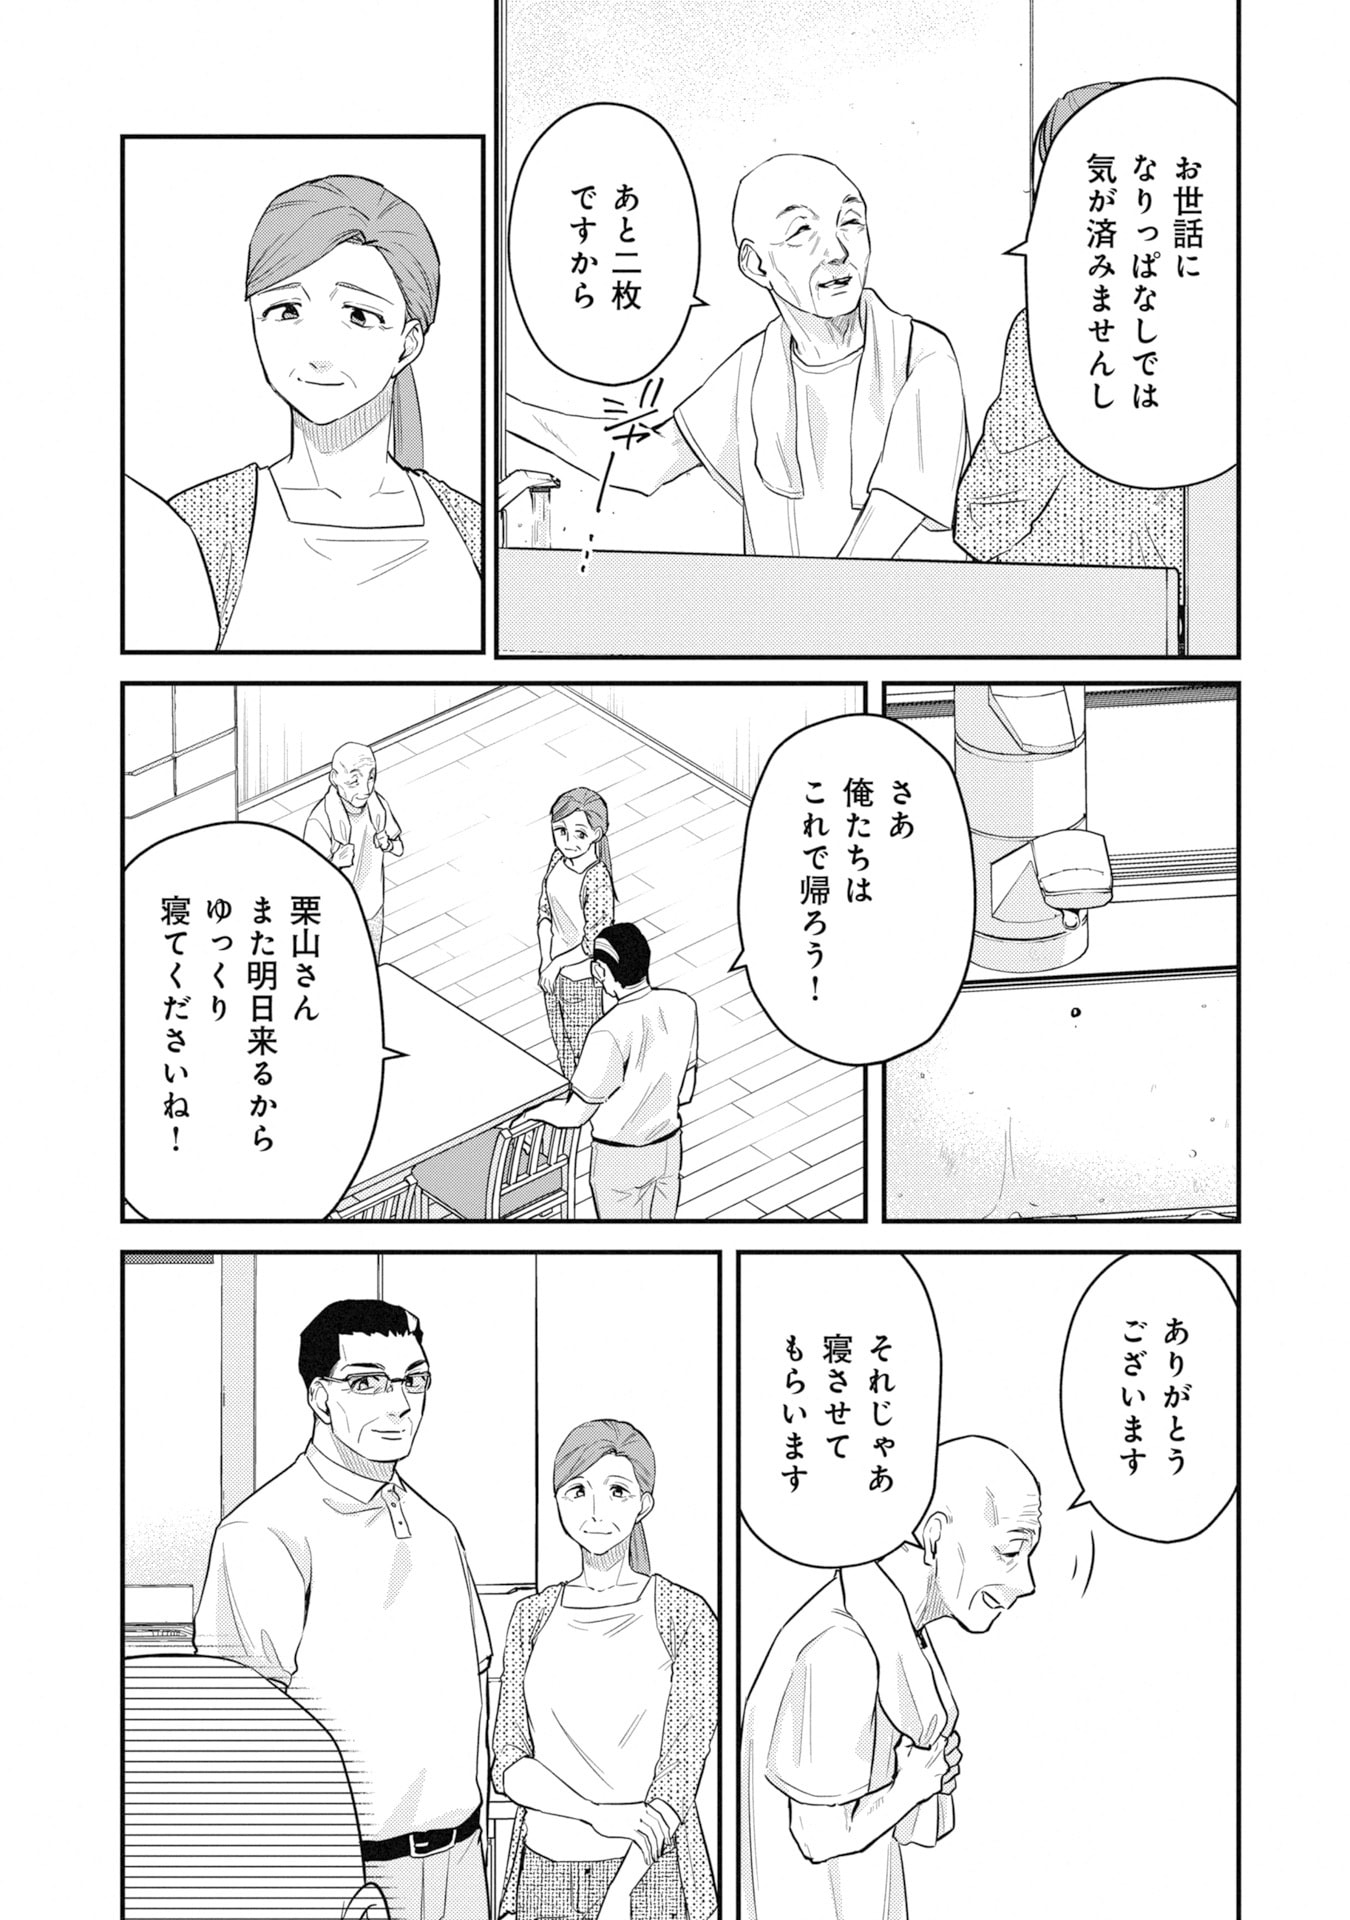 お世話に
なりっぱなしでは
気が済みませんし
あと二枚
ですから
ジャー…
さあ
俺たちは
これで帰ろう！
栗山さん
また明日来るから
ゆっくり
寝てくださいね！
ありがとう
ございます
それじゃあ
寝させて
もらいます